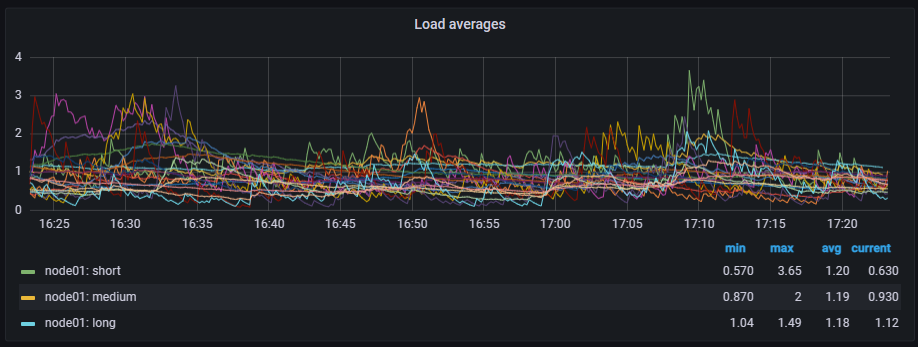 Load averages
4
3
2
1
0
16:25 16:30 16:35 16:40 16:45 16:50 16:55 17:00 17:05 17:10 17:15 17:20
min max avg current
node01: short 0.570 3.65 1.20 0.630
node01: medium 0.870 2 1.19 0.930
node01: long 1.04 1.49 1.18 1.12